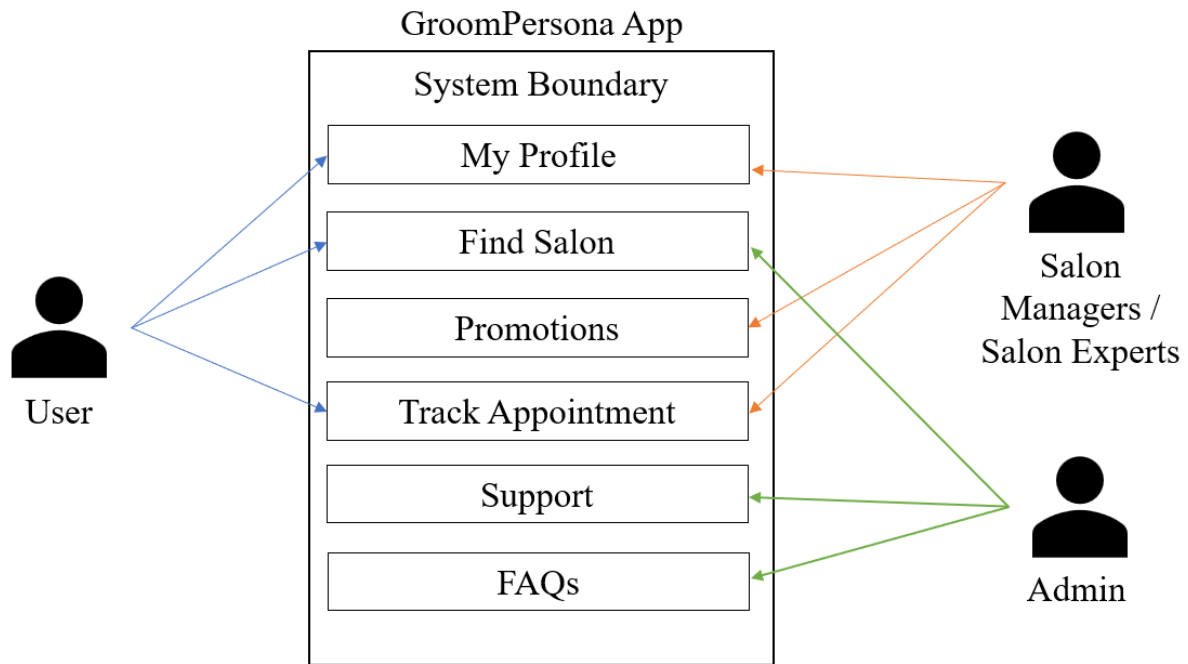 GroomPersona App
System Boundary
My Profile
Find Salon
Promotions
Track Appointment
Support
FAQs
User
Salon
Managers /
Salon Experts
Admin